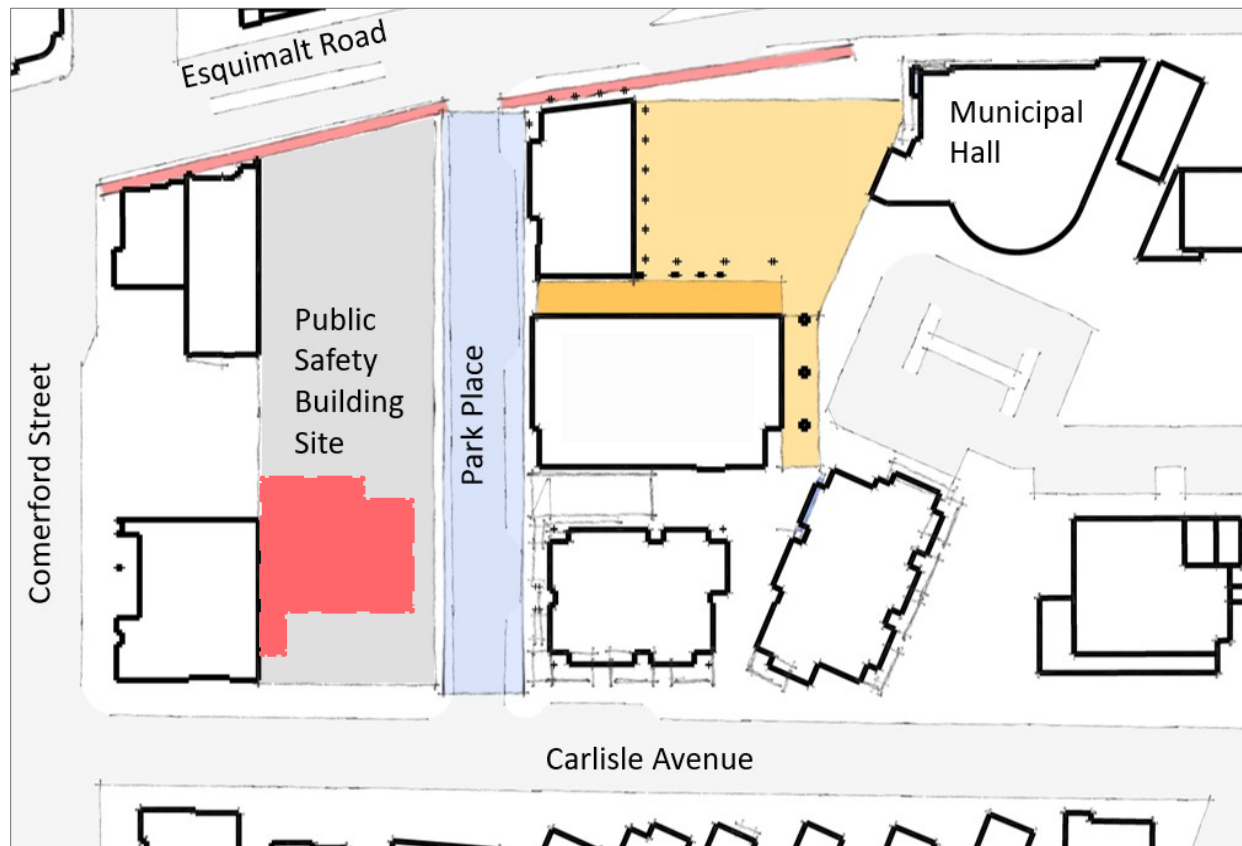 Esquimalt Road
Municipal
Hall
Public
Safety
Building
Site
Park Place
Comerford Street
Carlisle Avenue